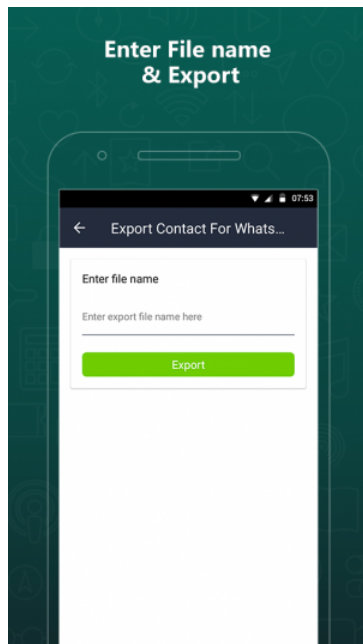 Enter File name
& Export
07:53
Export Contact For Whats...
Enter file name
Enter export file name here
Export